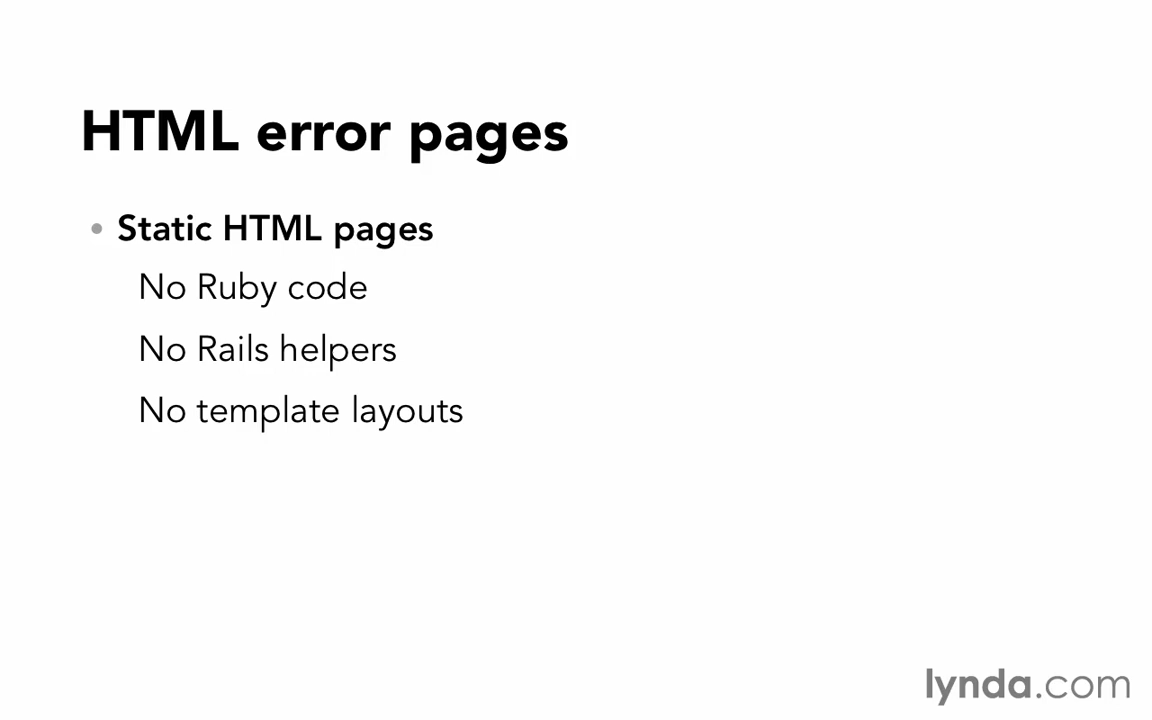 HTML error pages
• Static HTML pages
No Ruby code
No Rails helpers
No template layouts
lynda.com